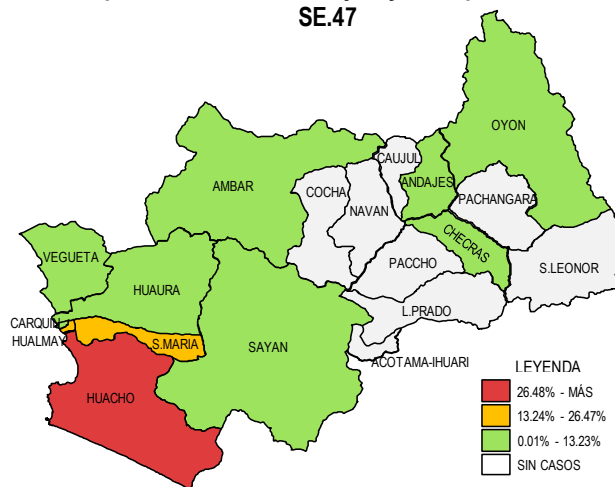 SE.47
OYON
CAUJUL
AMBAR
ANDAJES
COCHA
PACHANGARA
NAVAN
CHECRAS
VEGUETA
PACCHO
S.LEONOR
HUAURA
L.PRADO
CARQUIN
HUALMAY
S.MARIA
SAYAN
ACOTAMA-IHUARI
HUACHO
LEYENDA
26.48% - MÁS
13.24% - 26.47%
0.01% - 13.23%
SIN CASOS